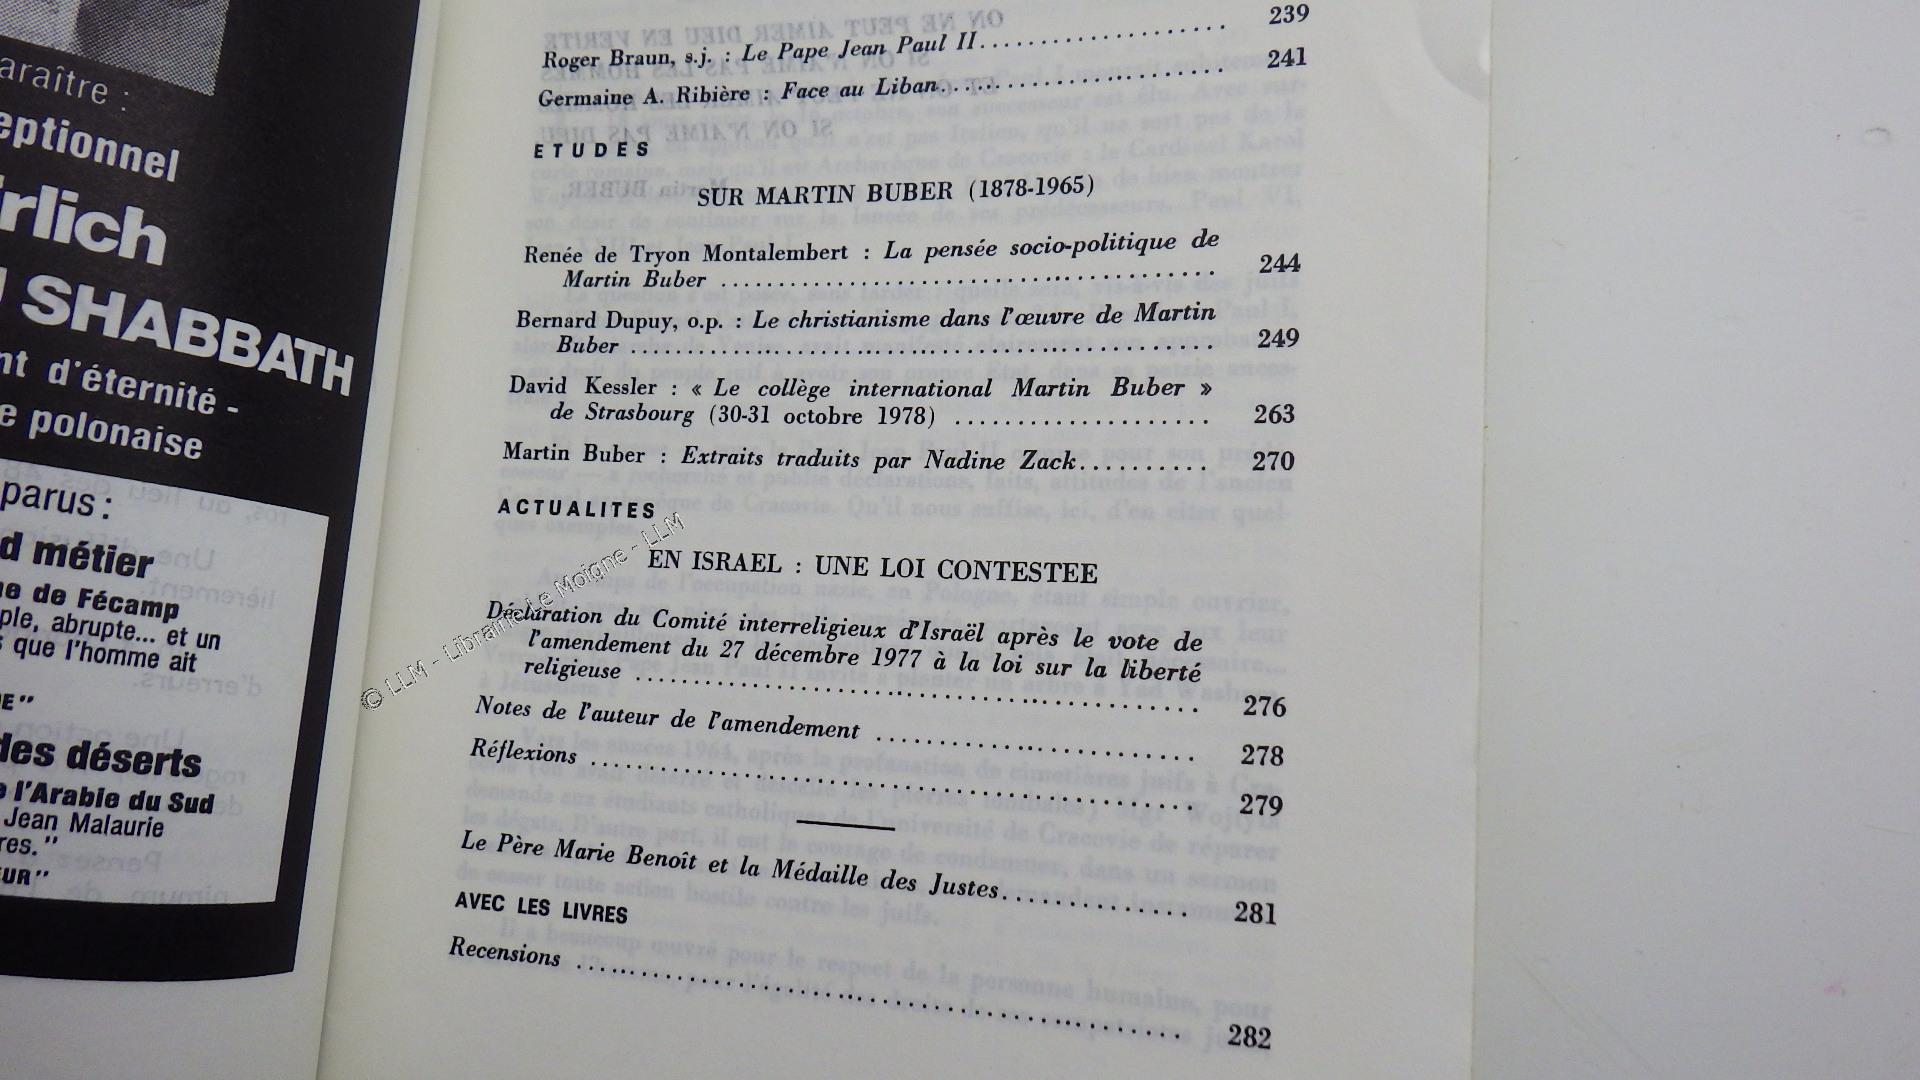 araître :
eptionnel
rlich
SHABBATH
nt d'éternité -
e polonaise
parus :
d métier
ne de Fécamp
ple, abrupte... et un
s que l'homme ait
E"
des déserts
e l'Arabie du Sud
Jean Malaurie
res."
UR"
Roger Braun, s.j. : Le Pape Jean Paul II 239
Germaine A. Ribière : Face au Liban 241
ETUDES
SUR MARTIN BUBER (1878-1965)
Renée de Tryon Montalembert : La pensée socio-politique de
Martin Buber 244
Bernard Dupuy, o.p. : Le christianisme dans l'œuvre de Martin
Buber 249
David Kessler : « Le collège international Martin Buber »
de Strasbourg (30-31 octobre 1978) 263
Martin Buber : Extraits traduits par Nadine Zack 270
ACTUALITES
EN ISRAEL : UNE LOI CONTESTEE
Déclaration du Comité interreligieux d'Israël après le vote de
l'amendement du 27 décembre 1977 à la loi sur la liberté
religieuse 276
Notes de l'auteur de l'amendement 278
Réflexions 279
Le Père Marie Benoît et la Médaille des Justes 281
AVEC LES LIVRES
Recensions 282
© LLM - Librairie Le Moigne - LLM